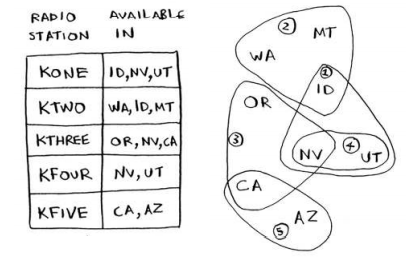 RADIO STATION AVAILABLE IN
KONE ID,NV,UT
KTWO WA,ID,MT
KTHREE OR,NV,CA
KFOUR NV,UT
KFIVE CA,AZ
2
MT
WA
1
ID
OR
3
NV
4
UT
CA
AZ
5